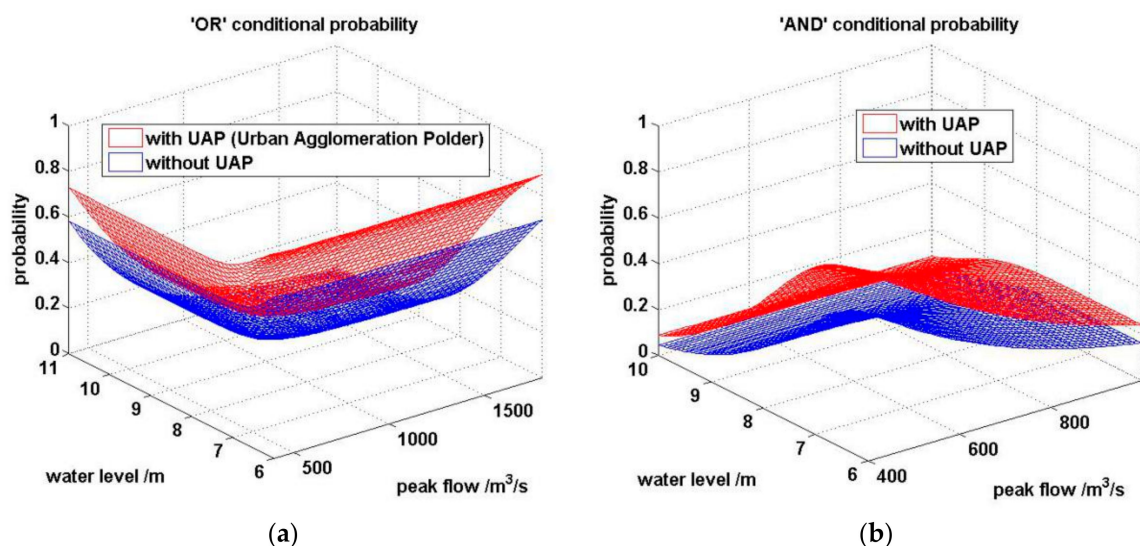 'OR' conditional probability
1
0.8
0.6
0.4
0.2
0
probability
with UAP (Urban Agglomeration Polder)
without UAP
11
10
9
8
7
6
water level /m
500
1000
1500
peak flow /m³/s
(a)
'AND' conditional probability
1
0.8
0.6
0.4
0.2
0
probability
with UAP
without UAP
10
9
8
7
6
water level /m
400
600
800
peak flow /m³/s
(b)